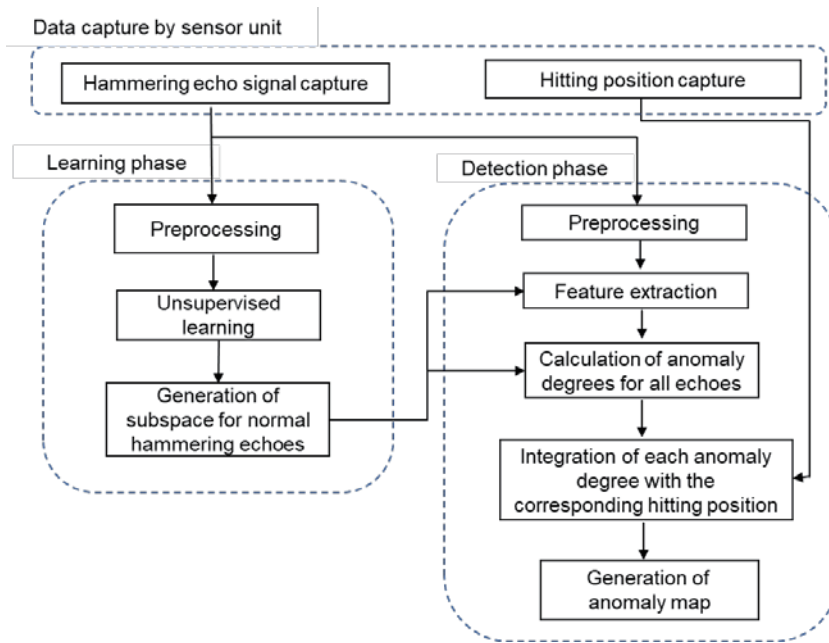 Data capture by sensor unit
Hammering echo signal capture
Hitting position capture
Learning phase
Detection phase
Preprocessing
Unsupervised
learning
Generation of
subspace for normal
hammering echoes
Preprocessing
Feature extraction
Calculation of anomaly
degrees for all echoes
Integration of each anomaly
degree with the
corresponding hitting position
Generation of
anomaly map